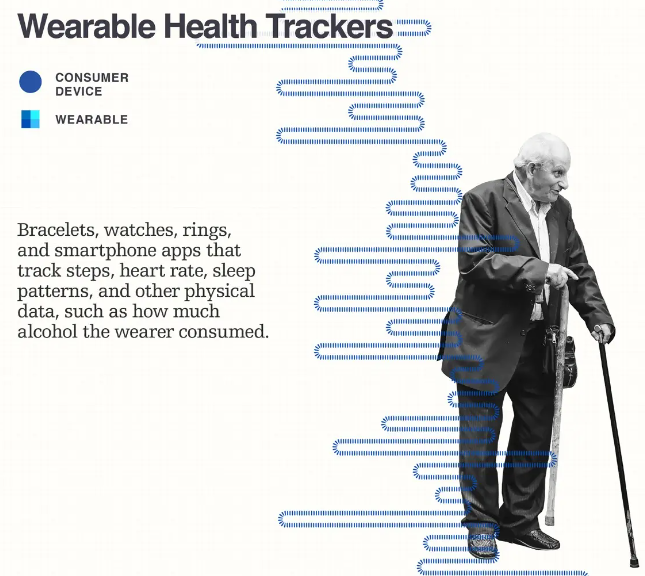 Wearable Health Trackers
CONSUMER
DEVICE
WEARABLE
Bracelets, watches, rings,
and smartphone apps that
track steps, heart rate, sleep
patterns, and other physical
data, such as how much
alcohol the wearer consumed.